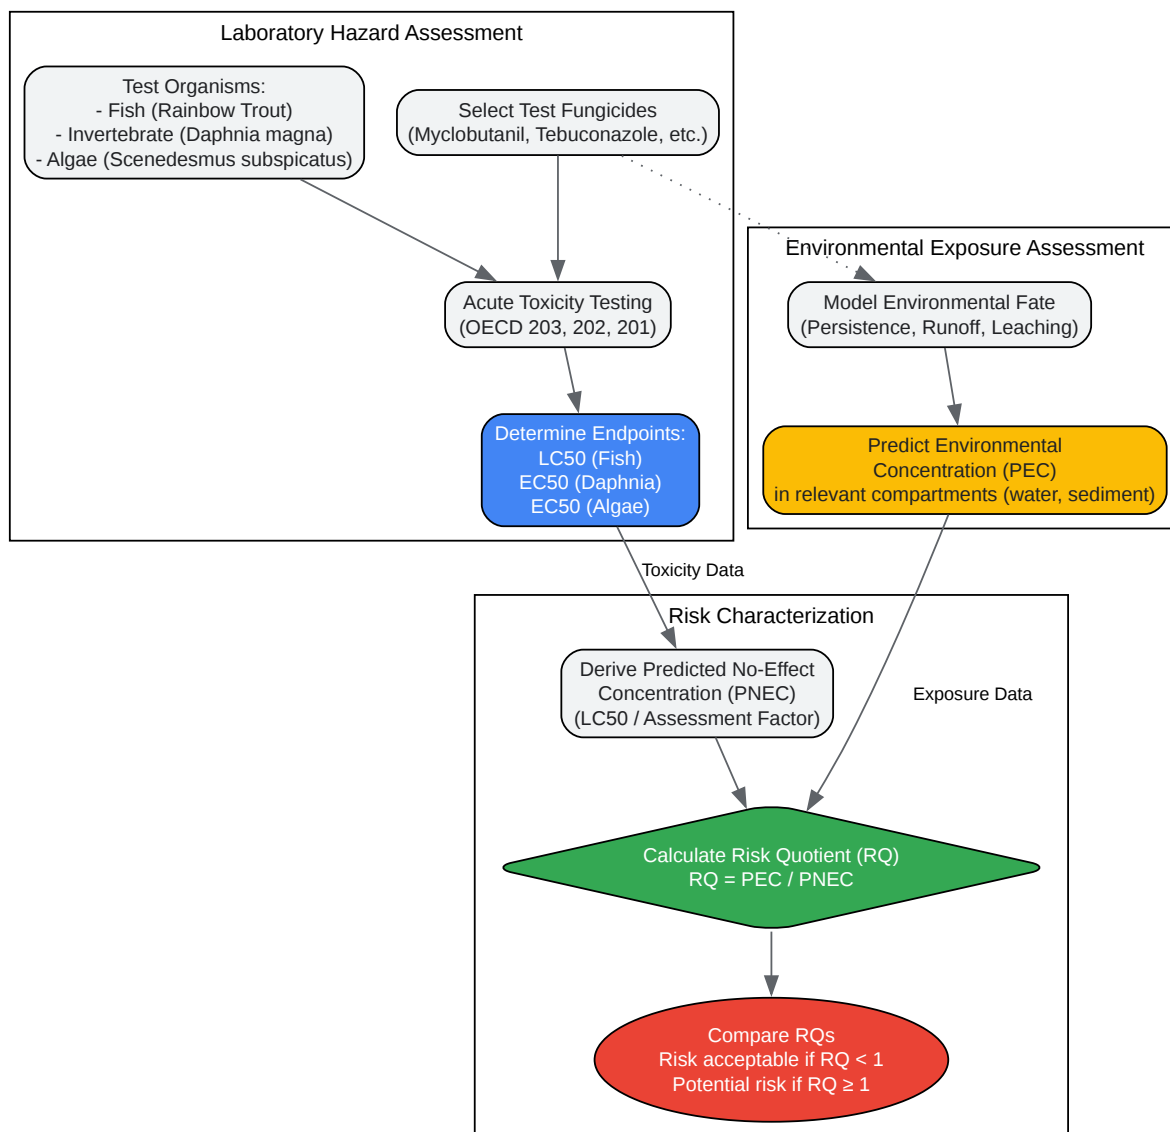 Laboratory Hazard Assessment
Test Organisms:
- Fish (Rainbow Trout)
- Invertebrate (Daphnia magna)
- Algae (Scenedesmus subspicatus)
Select Test Fungicides
(Myclobutanil, Tebuconazole, etc.)
Acute Toxicity Testing
(OECD 203, 202, 201)
Determine Endpoints:
LC50 (Fish)
EC50 (Daphnia)
EC50 (Algae)
Environmental Exposure Assessment
Model Environmental Fate
(Persistence, Runoff, Leaching)
Predict Environmental
Concentration (PEC)
in relevant compartments (water, sediment)
Toxicity Data
Exposure Data
Risk Characterization
Derive Predicted No-Effect
Concentration (PNEC)
(LC50 / Assessment Factor)
Calculate Risk Quotient (RQ)
RQ = PEC / PNEC
Compare RQs
Risk acceptable if RQ < 1
Potential risk if RQ ≥ 1